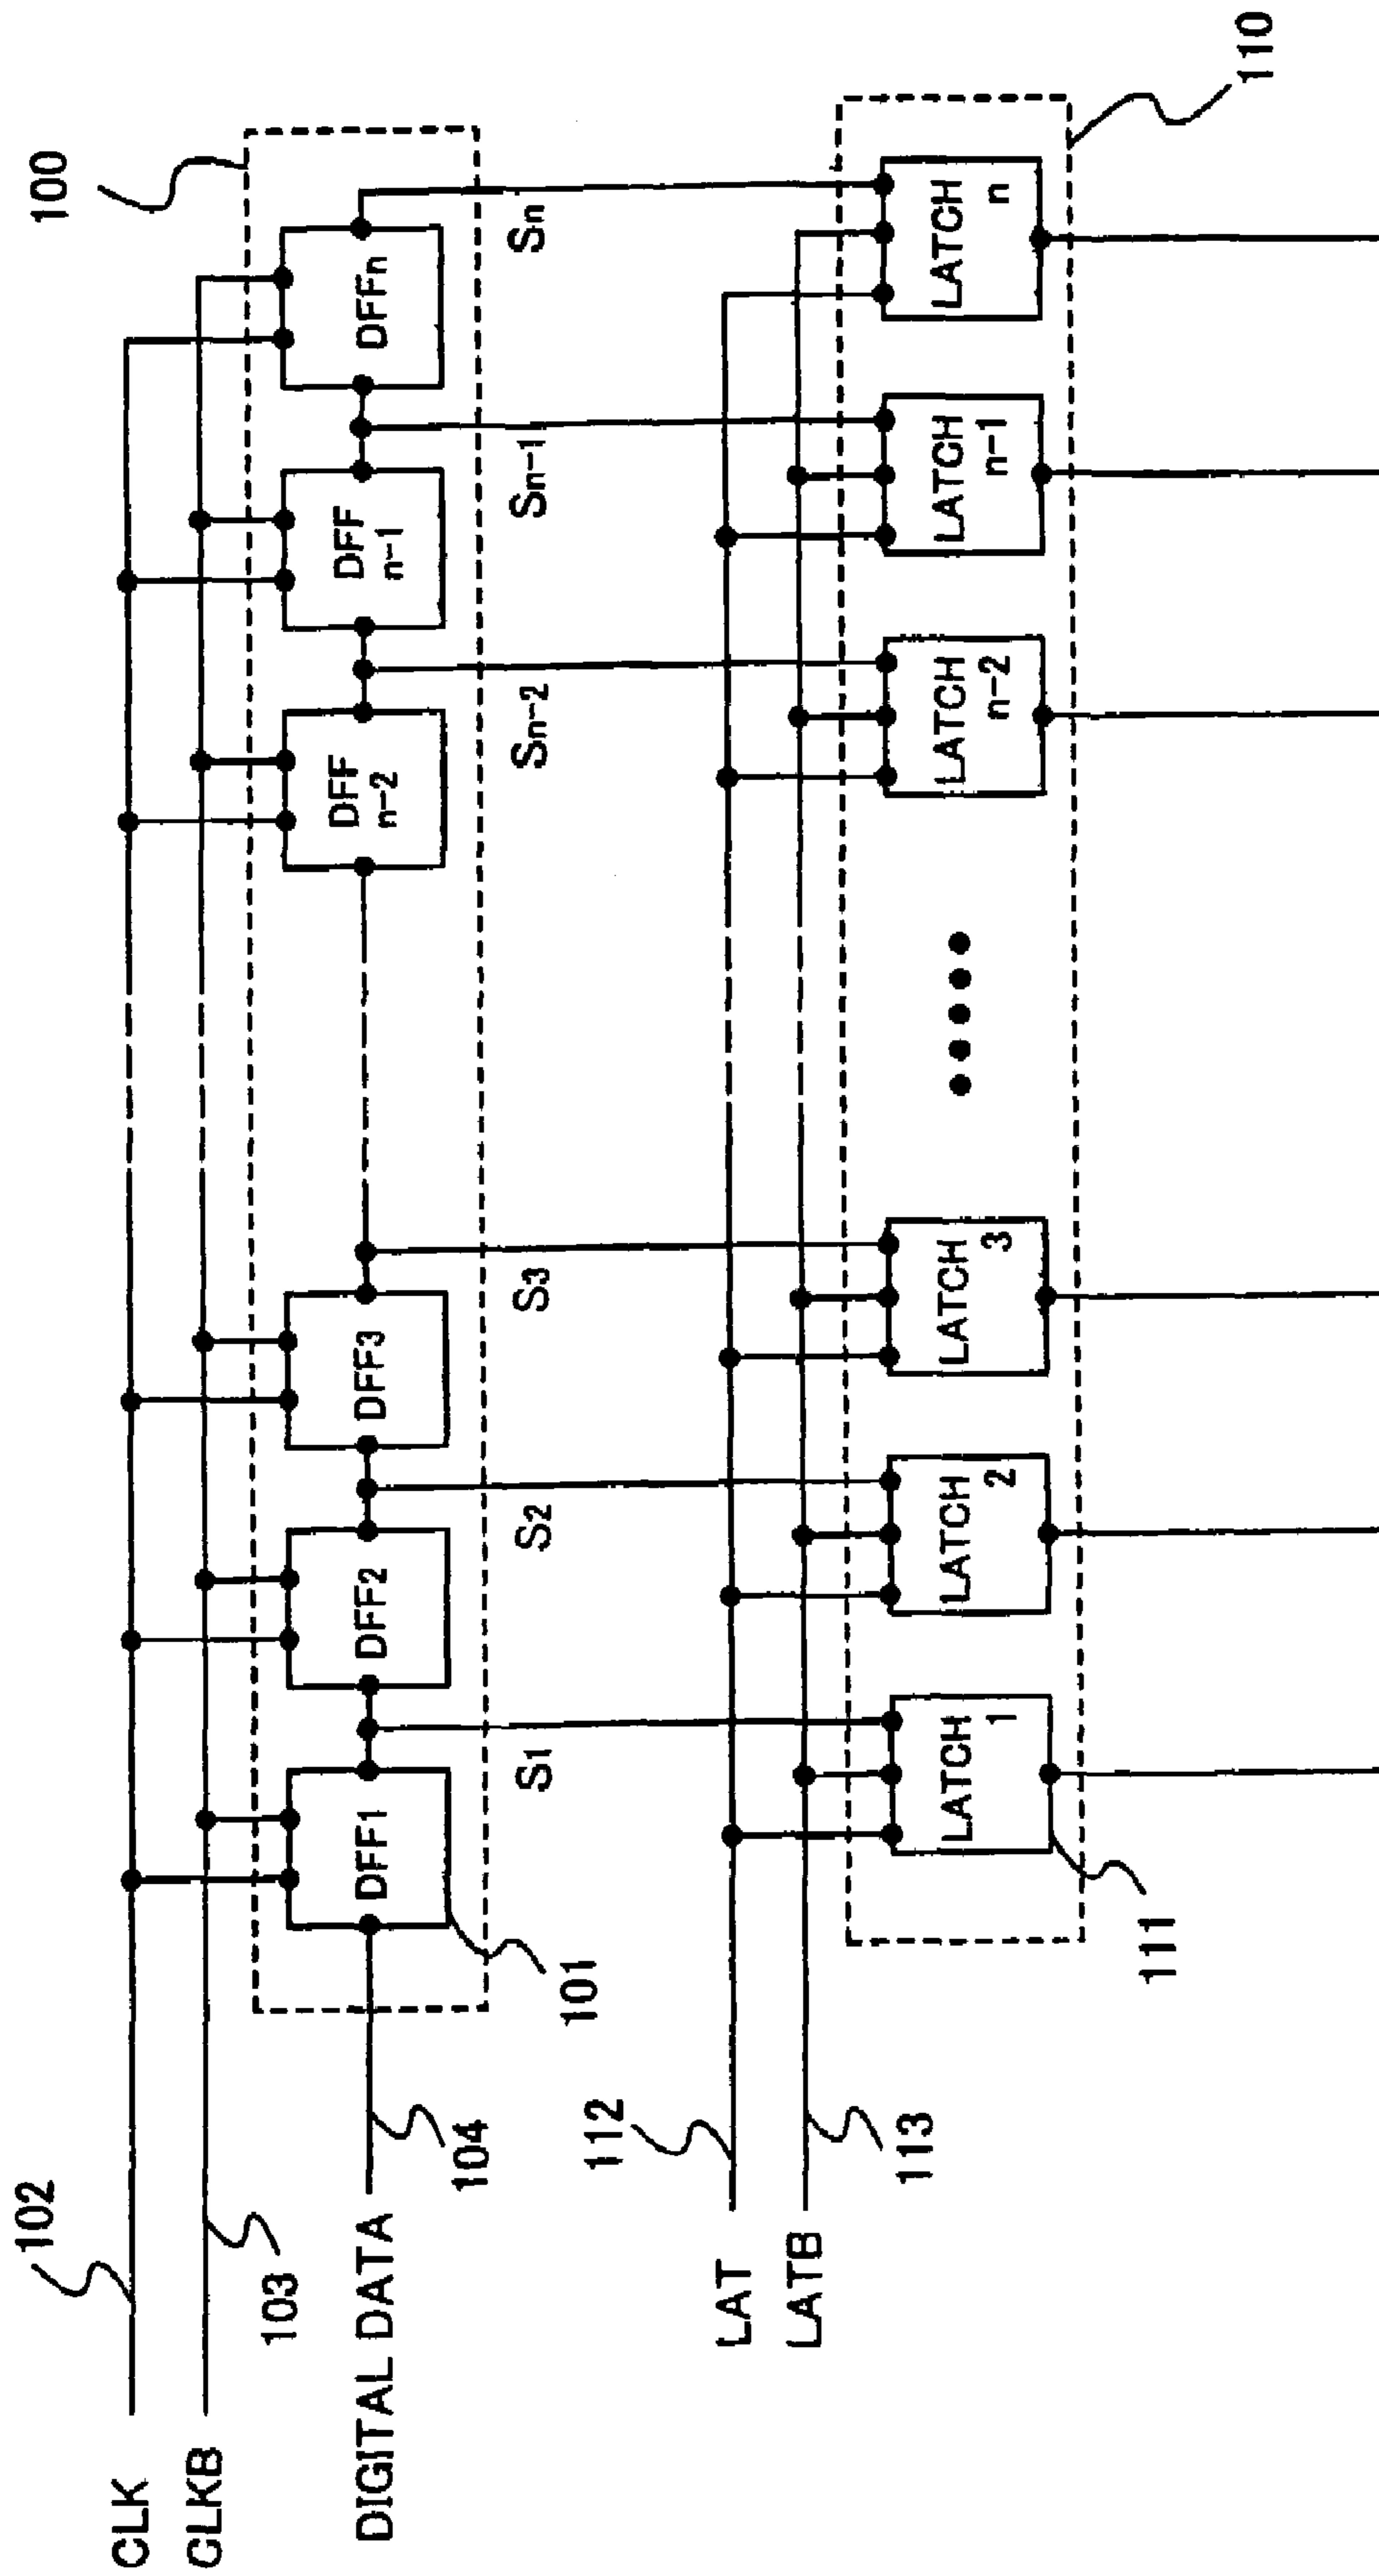 102
CLK
103
CLKB
100
DFF1
DFF2
DFF3
DFF
n-2
DFF
n-1
DFFn
DIGITAL DATA
104
101
S1
S2
S3
Sn-2
Sn-1
Sn
112
LAT
LATB
113
LATCH
1
LATCH
2
LATCH
3
LATCH
n-2
LATCH
n-1
LATCH
n
111
110